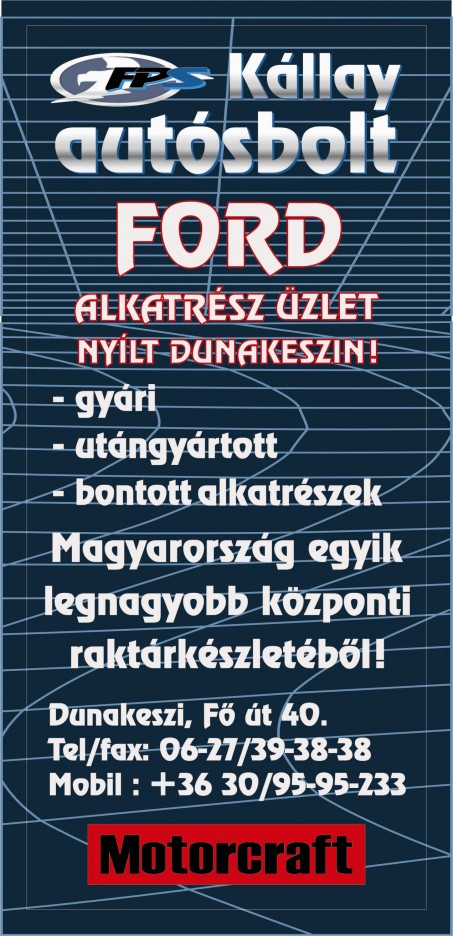 FPS Kállay
autósbolt
FORD
ALKATRÉSZ ÜZLET
NYÍLT DUNAKESZIN!
- gyári
- utángyártott
- bontott alkatrészek
Magyarország egyik
legnagyobb központi
raktárkészletéből!
Dunakeszi, Fő út 40.
Tel/fax: 06-27/39-38-38
Mobil : +36 30/95-95-233
Motorcraft